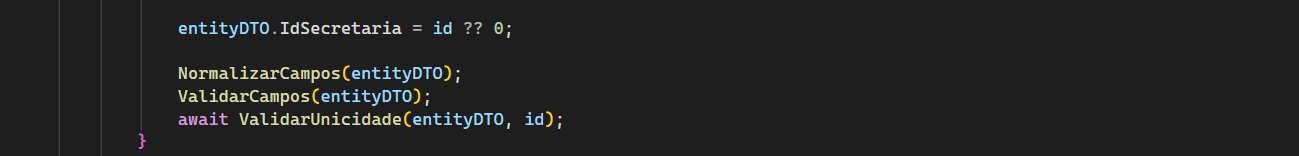 entityDTO.IdSecretaria = id ?? 0;
NormalizarCampos(entityDTO);
ValidarCampos(entityDTO);
await ValidarUnicidade(entityDTO, id);
}